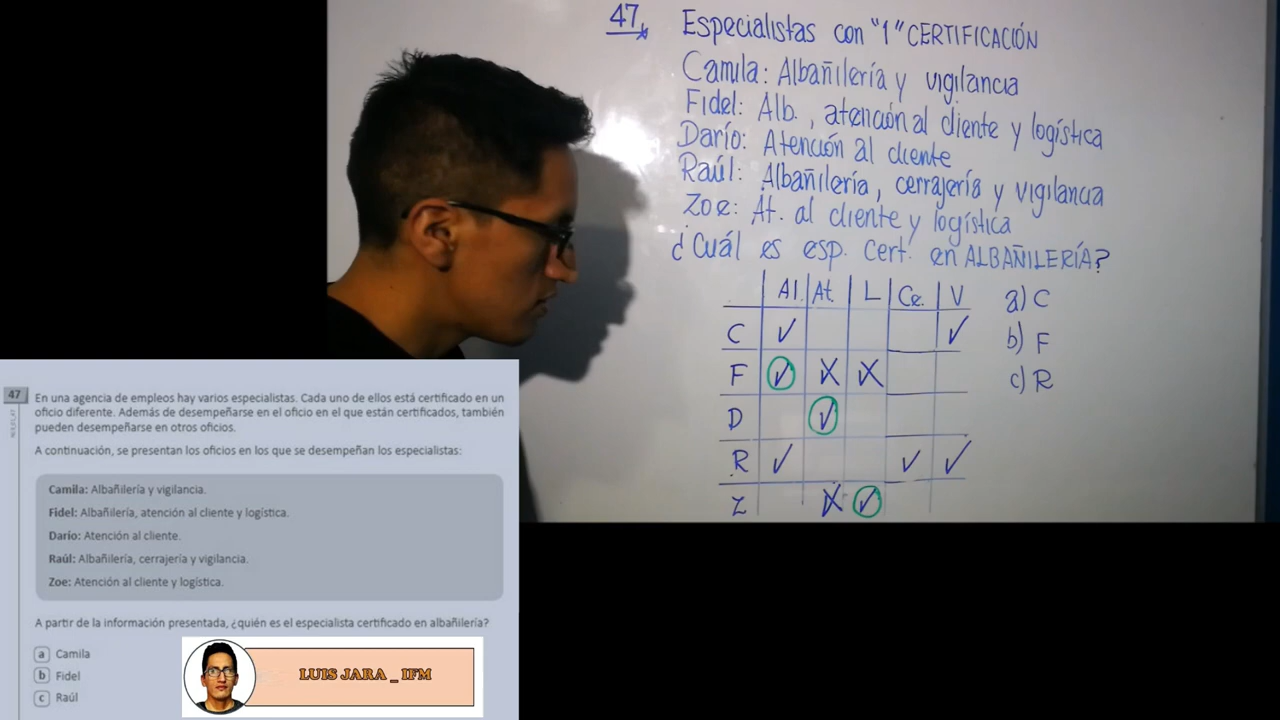 47
Especialistas con "1" CERTIFICACIÓN
Camila: Albañilería y vigilancia
Fidel: Alb., atención al cliente y logística
Darío: Atención al cliente
Raúl: Albañilería, cerrajería y vigilancia
Zoe: At. al cliente y logística
¿Cuál es esp. cert. en ALBAÑILERÍA?
Al. At. L Ce. V
C ✓ ✓
F ✓ X X
D ✓
R ✓ ✓ ✓
Z X ✓
a) C
b) F
c) R
47
En una agencia de empleos hay varios especialistas. Cada uno de ellos está certificado en un
oficio diferente. Además de desempeñarse en el oficio en el que están certificados, también
pueden desempeñarse en otros oficios.
A continuación, se presentan los oficios en los que se desempeñan los especialistas:
Camila: Albañilería y vigilancia.
Fidel: Albañilería, atención al cliente y logística.
Darío: Atención al cliente.
Raúl: Albañilería, cerrajería y vigilancia.
Zoe: Atención al cliente y logística.
A partir de la información presentada, ¿quién es el especialista certificado en albañilería?
a Camila
b Fidel
c Raúl
LUIS JARA _ IFM